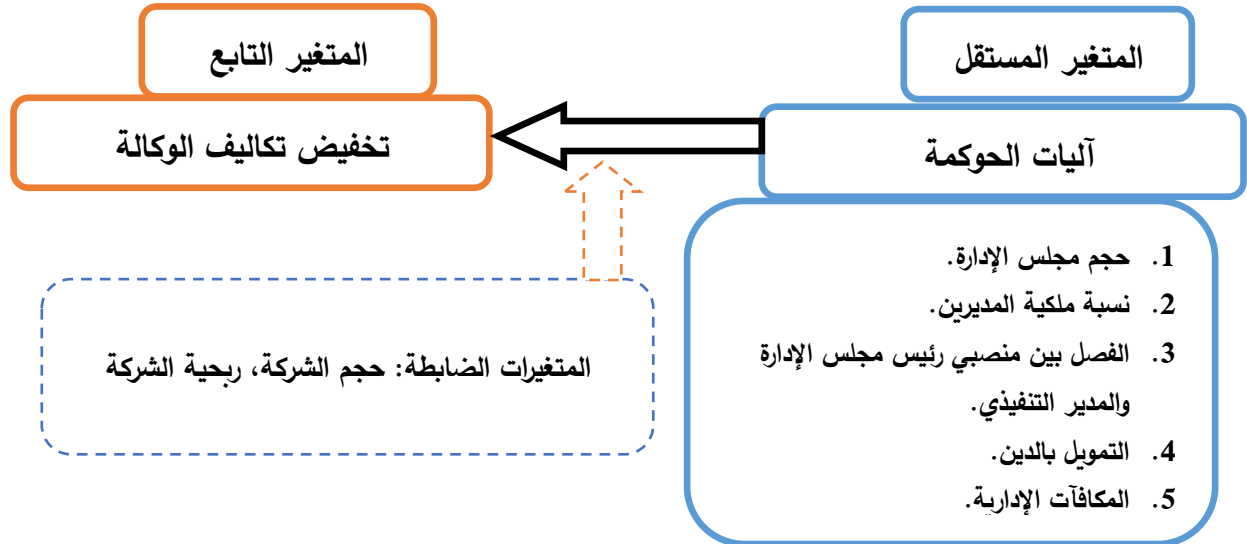 المتغير المستقل
المتغير التابع
آليات الحوكمة
تخفيض تكاليف الوكالة
1. حجم مجلس الإدارة.
2. نسبة ملكية المديرين.
3. الفصل بين منصبي رئيس مجلس الإدارة
والمدير التنفيذي.
4. التمويل بالدين.
5. المكافآت الإدارية.
المتغيرات الضابطة: حجم الشركة، ربحية الشركة